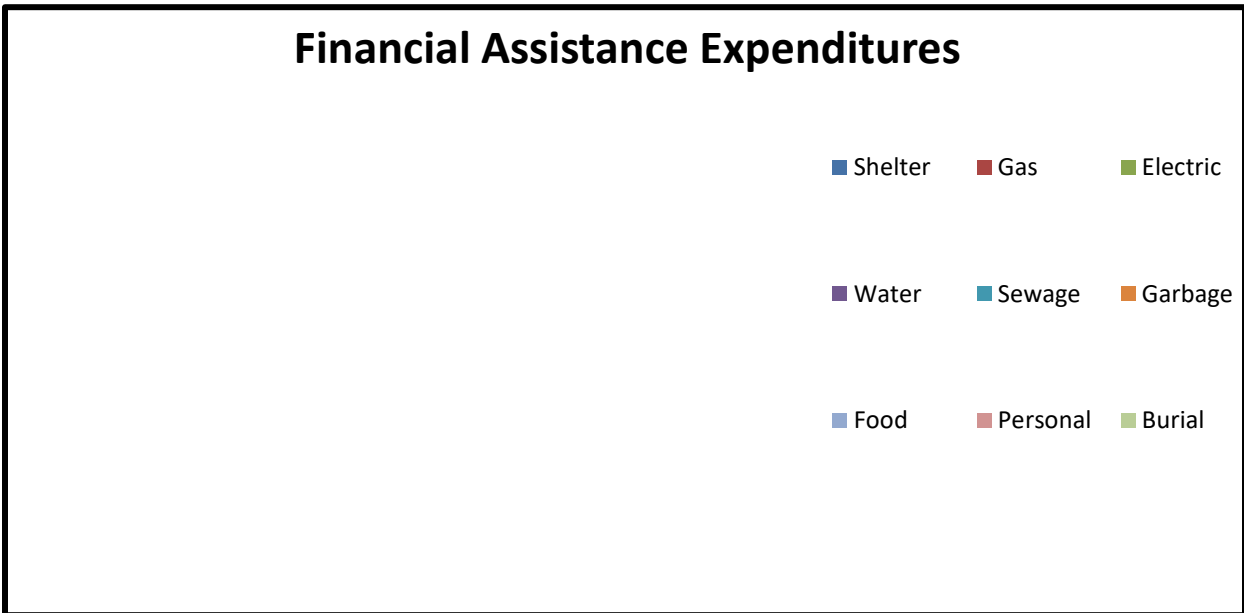 Financial Assistance Expenditures
Shelter Gas Electric
Water Sewage Garbage
Food Personal Burial